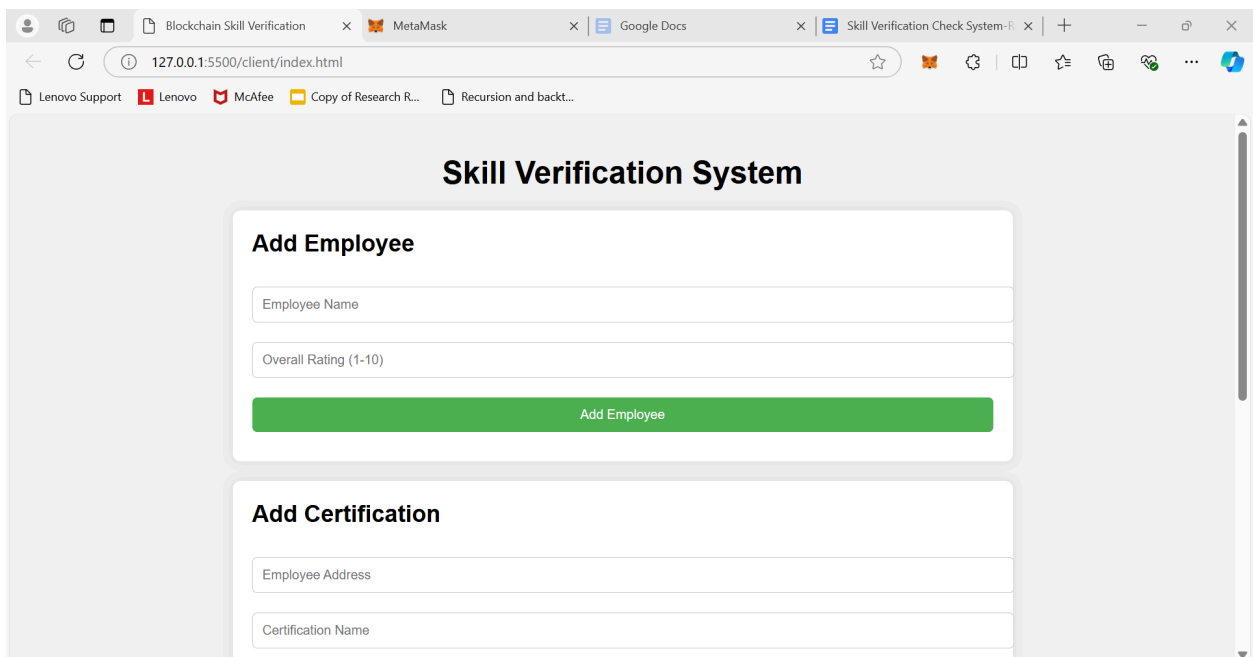 Blockchain Skill Verification
MetaMask
Google Docs
Skill Verification Check System-R
127.0.0.1:5500/client/index.html
Lenovo Support
L Lenovo
McAfee
Copy of Research R...
Recursion and backt...
Skill Verification System
Add Employee
Employee Name
Overall Rating (1-10)
Add Employee
Add Certification
Employee Address
Certification Name